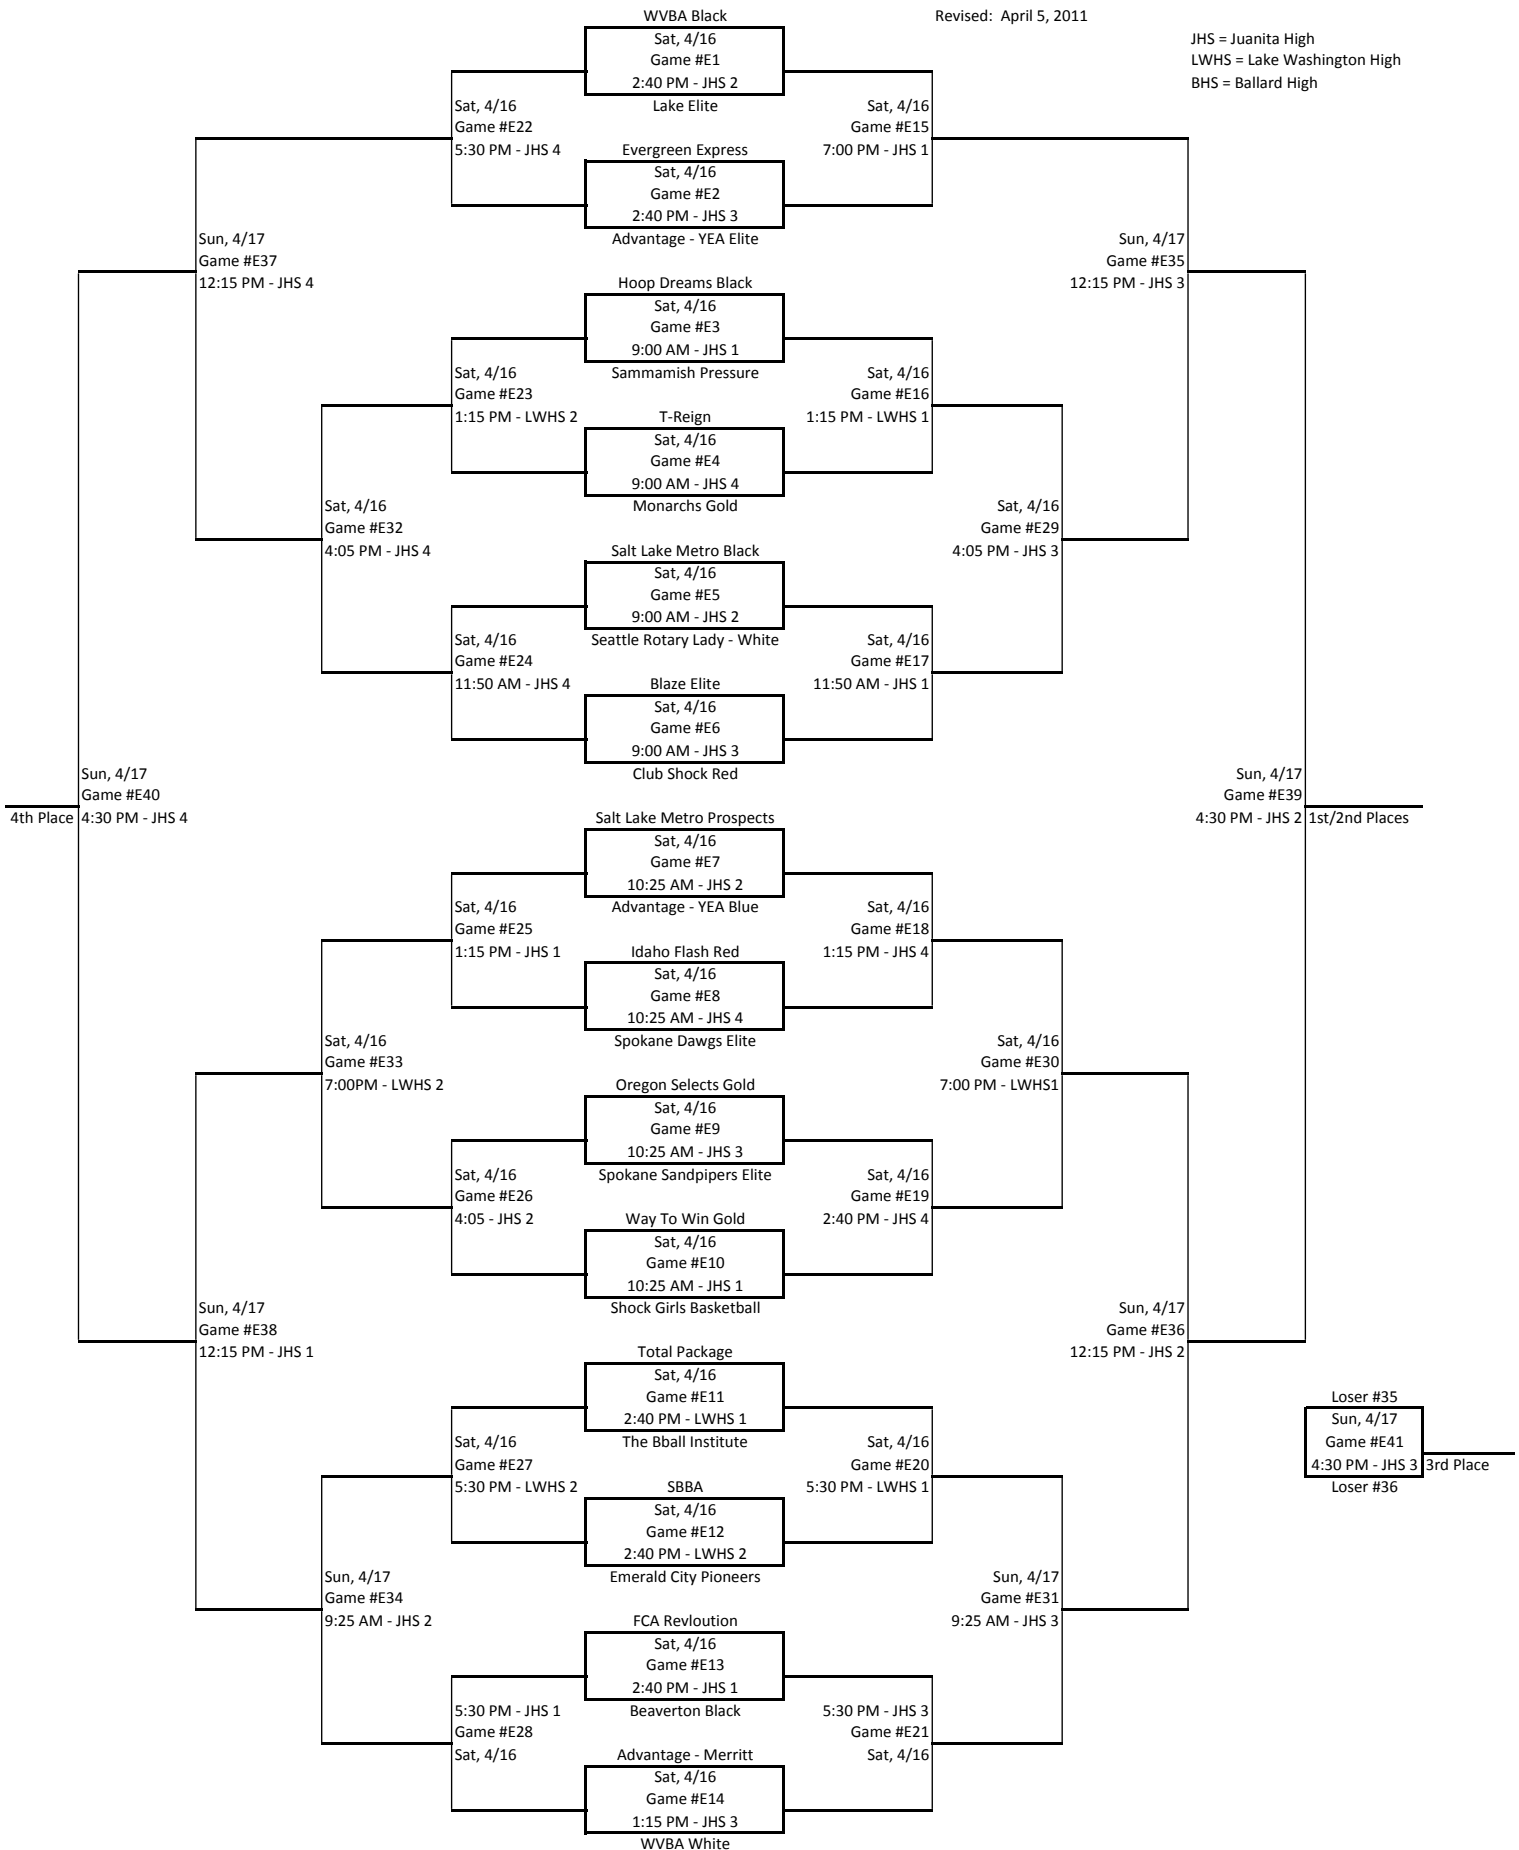 WVBA Black
Revised:  April 5, 2011
Sat, 4/16
JHS = Juanita High
Game #E1
LWHS = Lake Washington High
2:40 PM - JHS 2
BHS = Ballard High
Sat, 4/16
Lake Elite
Sat, 4/16
Game #E22
Game #E15
5:30 PM - JHS 4
Evergreen Express
7:00 PM - JHS 1
Sat, 4/16
Game #E2
2:40 PM - JHS 3
Sun, 4/17
Advantage - YEA Elite
Sun, 4/17
Game #E37
Game #E35
12:15 PM - JHS 4
Hoop Dreams Black
12:15 PM - JHS 3
Sat, 4/16
Game #E3
9:00 AM - JHS 1
Sat, 4/16
Sammamish Pressure
Sat, 4/16
Game #E23
Game #E16
1:15 PM - LWHS 2
T-Reign
1:15 PM - LWHS 1
Sat, 4/16
Game #E4
9:00 AM - JHS 4
Sat, 4/16
Monarchs Gold
Sat, 4/16
Game #E32
Game #E29
4:05 PM - JHS 4
Salt Lake Metro Black
4:05 PM - JHS 3
Sat, 4/16
Game #E5
9:00 AM - JHS 2
Sat, 4/16
Seattle Rotary Lady - White
Sat, 4/16
Game #E24
Game #E17
11:50 AM - JHS 4
Blaze Elite
11:50 AM - JHS 1
Sat, 4/16
Game #E6
9:00 AM - JHS 3
Sun, 4/17
Club Shock Red
Sun, 4/17
Game #E40
Game #E39
4th Place
4:30 PM - JHS 4
Salt Lake Metro Prospects
4:30 PM - JHS 2
1st/2nd Places
Sat, 4/16
Game #E7
10:25 AM - JHS 2
Sat, 4/16
Advantage - YEA Blue
Sat, 4/16
Game #E25
Game #E18
1:15 PM - JHS 1
Idaho Flash Red
1:15 PM - JHS 4
Sat, 4/16
Game #E8
10:25 AM - JHS 4
Sat, 4/16
Spokane Dawgs Elite
Sat, 4/16
Game #E33
Game #E30
7:00PM - LWHS 2
Oregon Selects Gold
7:00 PM - LWHS1
Sat, 4/16
Game #E9
10:25 AM - JHS 3
Sat, 4/16
Spokane Sandpipers Elite
Sat, 4/16
Game #E26
Game #E19
4:05 - JHS 2
Way To Win Gold
2:40 PM - JHS 4
Sat, 4/16
Game #E10
10:25 AM - JHS 1
Sun, 4/17
Shock Girls Basketball
Sun, 4/17
Game #E38
Game #E36
12:15 PM - JHS 1
Total Package
12:15 PM - JHS 2
Sat, 4/16
Game #E11
Loser #35
2:40 PM - LWHS 1
Sun, 4/17
Sat, 4/16
The Bball Institute
Sat, 4/16
Game #E41
Game #E27
Game #E20
4:30 PM - JHS 3
3rd Place
5:30 PM - LWHS 2
SBBA
5:30 PM - LWHS 1
Loser #36
Sat, 4/16
Game #E12
2:40 PM - LWHS 2
Sun, 4/17
Emerald City Pioneers
Sun, 4/17
Game #E34
Game #E31
9:25 AM - JHS 2
FCA Revloution
9:25 AM - JHS 3
Sat, 4/16
Game #E13
2:40 PM - JHS 1
5:30 PM - JHS 1
Beaverton Black
5:30 PM - JHS 3
Game #E28
Game #E21
Sat, 4/16
Advantage - Merritt
Sat, 4/16
Sat, 4/16
Game #E14
1:15 PM - JHS 3
WVBA White